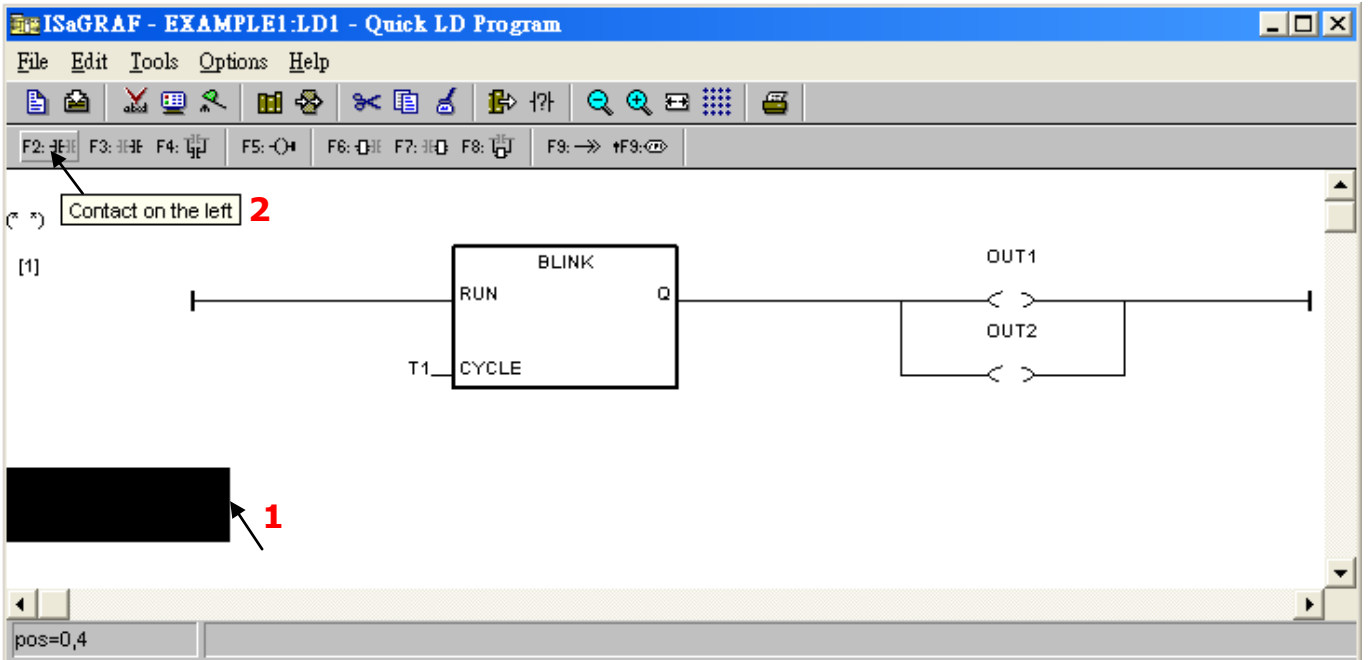 ISaGRAF - EXAMPLE1:LD1 - Quick LD Program
File Edit Tools Options Help
F2: F3: F4: F5: F6: F7: F8: F9: F9:
Contact on the left 2
(* *)
[1]
BLINK
OUT1
RUN Q
OUT2
T1 CYCLE
1
pos=0,4